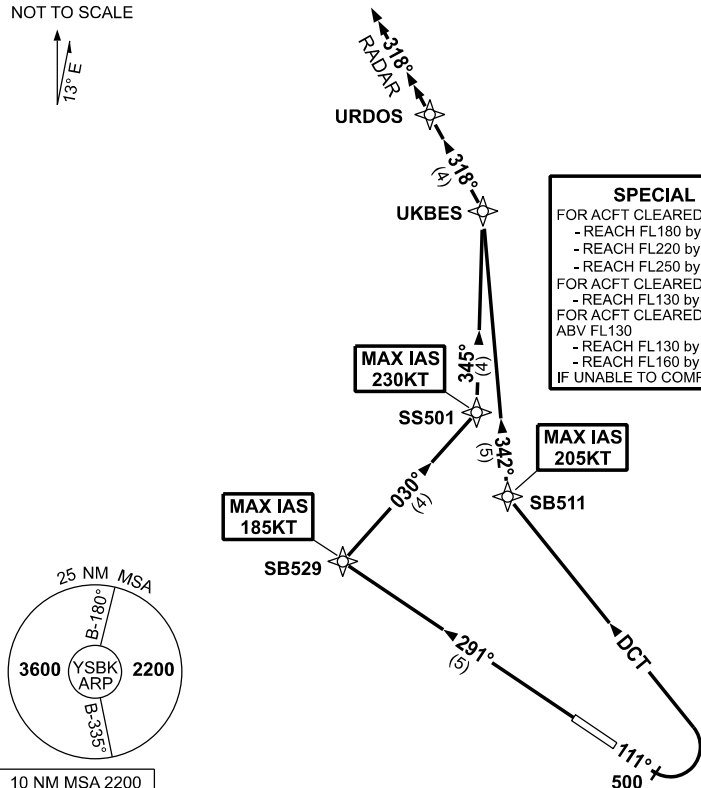 NOT TO SCALE
13° E
318°
RADAR
URDOS
318°
(4)
UKBES
SPECIAL
FOR ACFT CLEARED
- REACH FL180 by
- REACH FL220 by
- REACH FL250 by
FOR ACFT CLEARED
- REACH FL130 by
FOR ACFT CLEARED
ABV FL130
- REACH FL130 by
- REACH FL160 by
IF UNABLE TO COMP
345°
(4)
MAX IAS
230KT
SS501
MAX IAS
205KT
342°
(5)
SB511
030°
(4)
MAX IAS
185KT
SB529
25 NM MSA
B-180°
3600
YSBK
ARP
2200
B-335°
10 NM MSA 2200
291°
(5)
DCT
111°
500